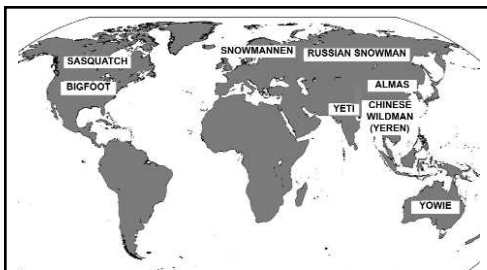 SNOWMANNEN
RUSSIAN SNOWMAN
SASQUATCH
BIGFOOT
ALMAS
YETI
CHINESE
WILDMAN
(YEREN)
YOWIE